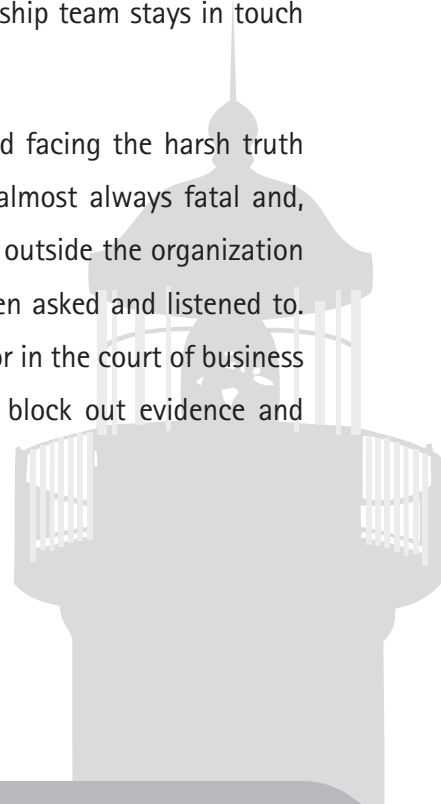 ship team stays in touch
d facing the harsh truth
almost always fatal and,
outside the organization
en asked and listened to.
or in the court of business
block out evidence and